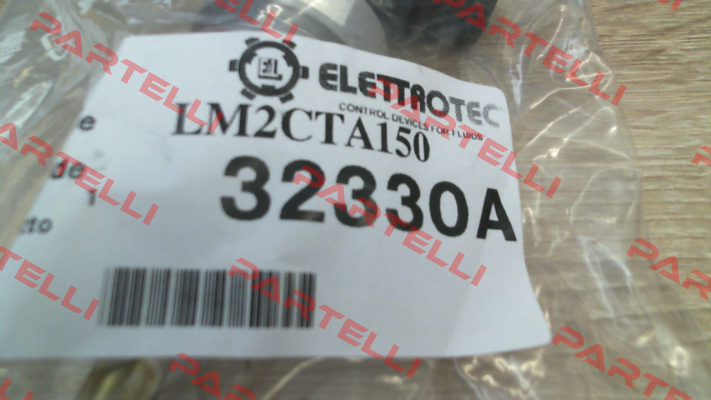 ELETTROTEC
CONTROL DEVICES FOR FLUIDS
LM2CTA150
32330A
PARTELLI
PARTELLI
PARTELLI
PARTELLI
PARTELLI
PARTELLI
PARTELLI
PARTELLI